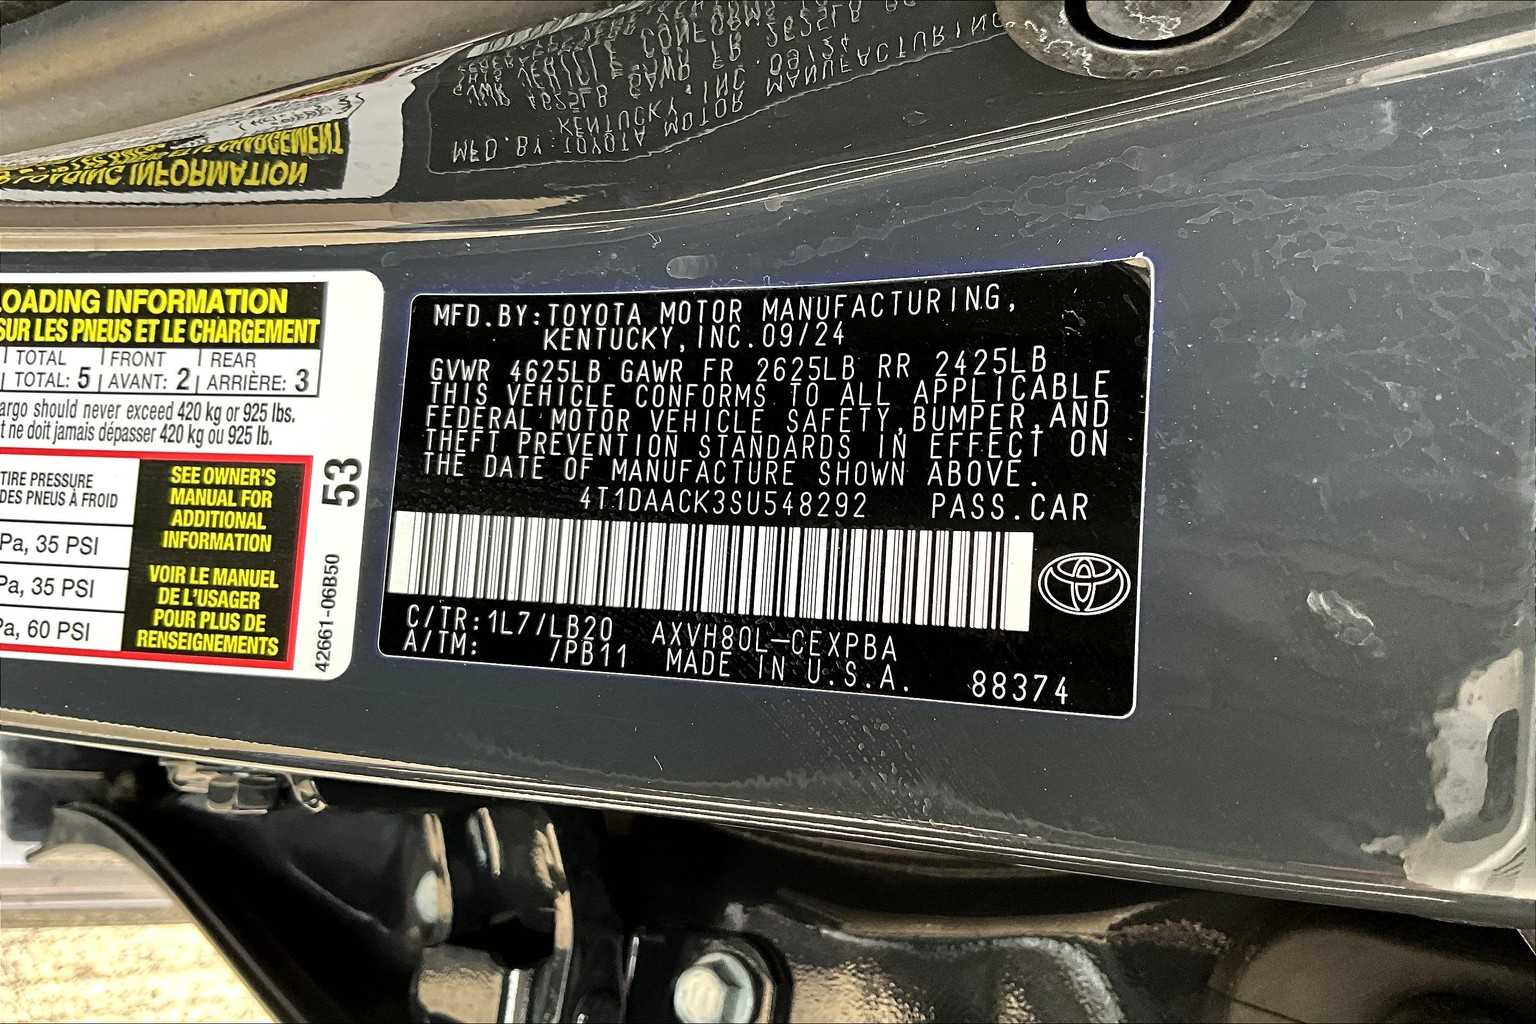 LOADING INFORMATION
SUR LES PNEUS ET LE CHARGEMENT
TOTAL | FRONT | REAR
TOTAL: 5 | AVANT: 2 | ARRIÈRE: 3
should never exceed 420 kg or 925 lbs.
ne doit jamais dépasser 420 kg ou 925 lb.
TIRE PRESSURE
DES PNEUS À FROID
35 PSI
35 PSI
60 PSI
SEE OWNER'S
MANUAL FOR
ADDITIONAL
INFORMATION
VOIR LE MANUEL
DE L'USAGER
POUR PLUS DE
RENSEIGNEMENTS
53
42661-06B50
MFD.BY:TOYOTA MOTOR MANUFACTURING,
KENTUCKY,INC.09/24
GVWR 4625LB GAWR FR 2625LB RR 2425LB
THIS VEHICLE CONFORMS TO ALL APPLICABLE
FEDERAL MOTOR VEHICLE SAFETY,BUMPER,AND
THEFT PREVENTION STANDARDS IN EFFECT ON
THE DATE OF MANUFACTURE SHOWN ABOVE.
4T1DAACK3SU548292 PASS.CAR
C/TR:1L7/LB20 AXVH80L-CEXPBA
A/TM: /PB11 MADE IN U.S.A. 88374